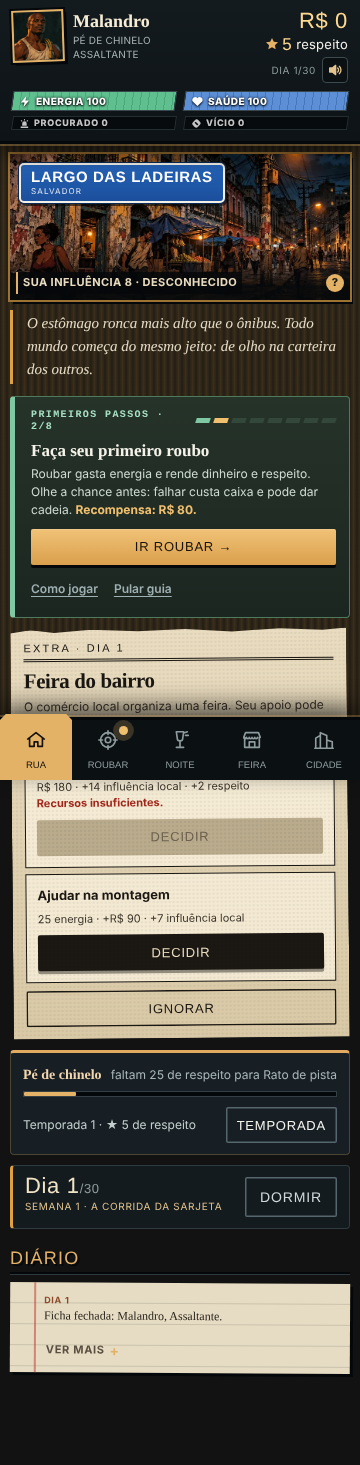 Malandro
PÉ DE CHINELO
ASSALTANTE
R$ 0
★ 5 respeito
DIA 1/30
ENERGIA 100
SAÚDE 100
PROCURADO 0
VÍCIO 0
LARGO DAS LADEIRAS
SALVADOR
SUA INFLUÊNCIA 8 · DESCONHECIDO
?
O estômago ronca mais alto que o ônibus. Todo
mundo começa do mesmo jeito: de olho na carteira
dos outros.
PRIMEIROS PASSOS ·
2/8
Faça seu primeiro roubo
Roubar gasta energia e rende dinheiro e respeito.
Olhe a chance antes: falhar custa caixa e pode dar
cadeia. Recompensa: R$ 80.
IR ROUBAR →
Como jogar
Pular guia
EXTRA · DIA 1
Feira do bairro
O comércio local organiza uma feira. Seu apoio pode
RUA
ROUBAR
NOITE
FEIRA
CIDADE
R$ 180 · +14 influência local · +2 respeito
Recursos insuficientes.
DECIDIR
Ajudar na montagem
25 energia · +R$ 90 · +7 influência local
DECIDIR
IGNORAR
Pé de chinelo
faltam 25 de respeito para Rato de pista
Temporada 1 · ★ 5 de respeito
TEMPORADA
Dia 1/30
SEMANA 1 · A CORRIDA DA SARJETA
DORMIR
DIÁRIO
DIA 1
Ficha fechada: Malandro, Assaltante.
VER MAIS +